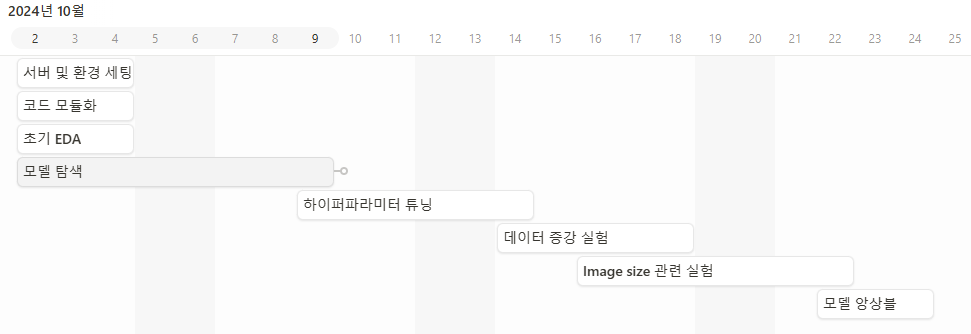 2024년 10월
2 3 4 5 6 7 8 9 10 11 12 13 14 15 16 17 18 19 20 21 22 23 24 25
서버 및 환경 세팅
코드 모듈화
초기 EDA
모델 탐색
하이퍼파라미터 튜닝
데이터 증강 실험
Image size 관련 실험
모델 앙상블